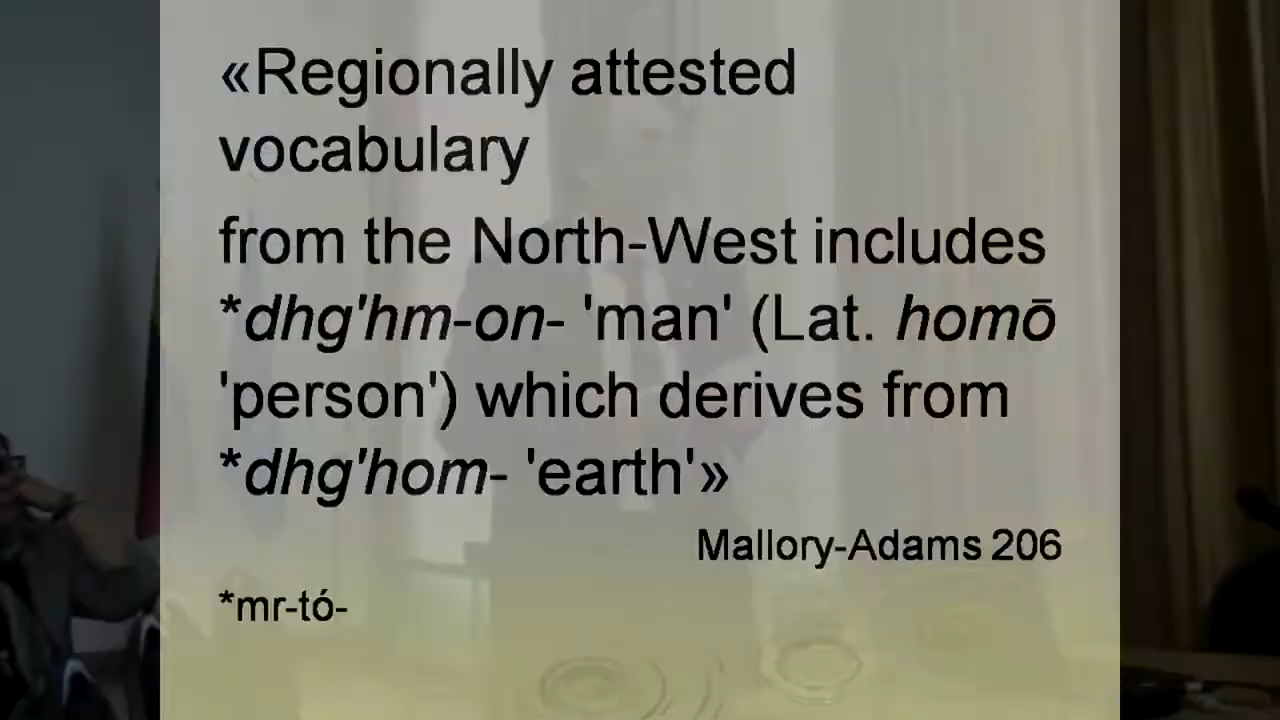 «Regionally attested
vocabulary
from the North-West includes
*dhg'hm-on- 'man' (Lat. homō
'person') which derives from
*dhg'hom- 'earth'»
Mallory-Adams 206
*mr-tó-